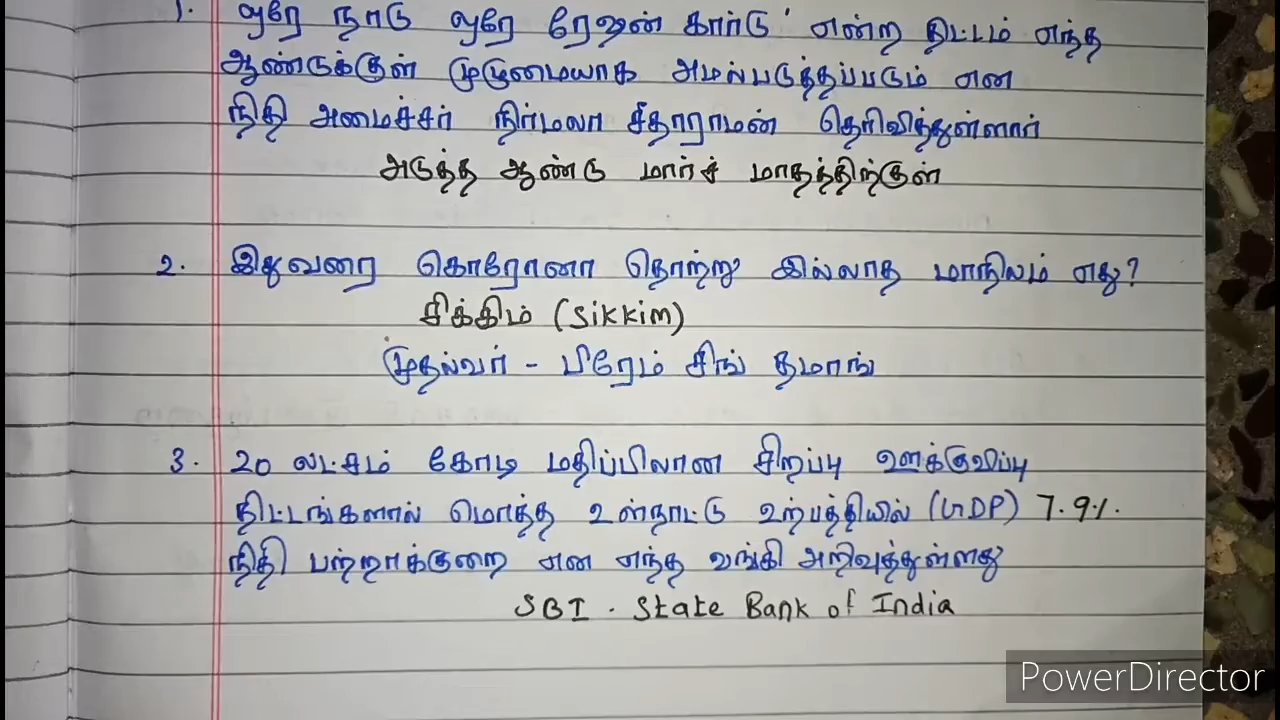 1. ஒரே நாடு ஒரே ரேஷன் கார்டு' என்ற திட்டம் எந்த
ஆண்டுக்குள் முழுமையாக அமல்படுத்தப்படும் என
நிதி அமைச்சர் நிர்மலா சீதாராமன் தெரிவித்துள்ளார்
அடுத்த ஆண்டு மார்ச் மாதத்திற்குள்
2. இதுவரை கொரோனா தொற்று இல்லாத மாநிலம் எது?
சிக்கிம் (Sikkim)
முதல்வர் - பிரேம் சிங் தமாங்
3. 20 லட்சம் கோடி மதிப்பிலான சிறப்பு ஊக்குவிப்பு
திட்டங்களால் மொத்த உள்நாட்டு உற்பத்தியில் (GDP) 7.9%.
நிதி பற்றாக்குறை என எந்த வங்கி அறிவித்துள்ளது
SBI . State Bank of India
PowerDirector